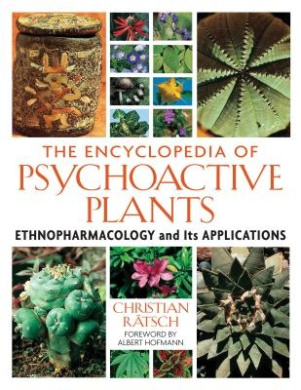 THE ENCYCLOPEDIA OF
PSYCHOACTIVE
PLANTS
ETHNOPHARMACOLOGY and Its APPLICATIONS
CHRISTIAN
RÄTSCH
FOREWORD BY
ALBERT HOFMANN